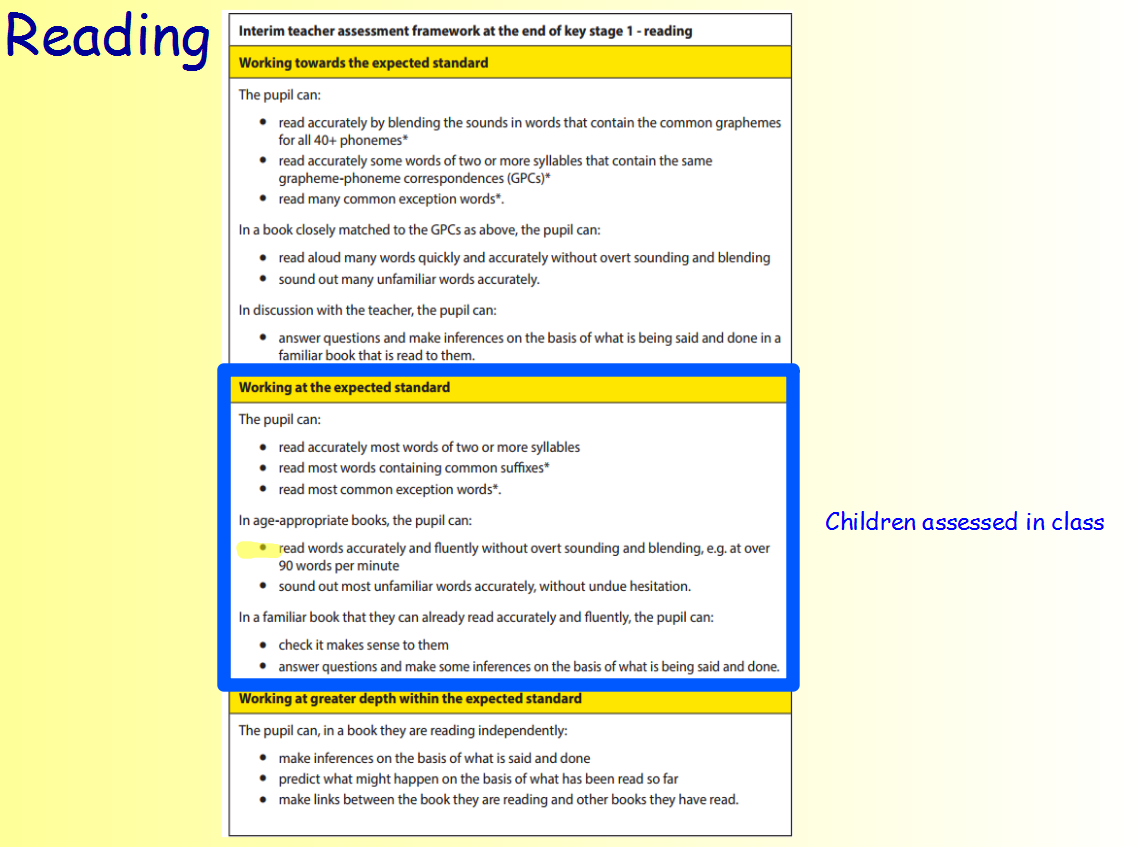 Reading
Interim teacher assessment framework at the end of key stage 1 - reading
Working towards the expected standard
The pupil can:
• read accurately by blending the sounds in words that contain the common graphemes
for all 40+ phonemes*
• read accurately some words of two or more syllables that contain the same
grapheme-phoneme correspondences (GPCs)*
• read many common exception words*.
In a book closely matched to the GPCs as above, the pupil can:
• read aloud many words quickly and accurately without overt sounding and blending
• sound out many unfamiliar words accurately.
In discussion with the teacher, the pupil can:
• answer questions and make inferences on the basis of what is being said and done in a
familiar book that is read to them.
Working at the expected standard
The pupil can:
• read accurately most words of two or more syllables
• read most words containing common suffixes*
• read most common exception words*.
In age-appropriate books, the pupil can:
• read words accurately and fluently without overt sounding and blending, e.g. at over
90 words per minute
• sound out most unfamiliar words accurately, without undue hesitation.
In a familiar book that they can already read accurately and fluently, the pupil can:
• check it makes sense to them
• answer questions and make some inferences on the basis of what is being said and done.
Working at greater depth within the expected standard
The pupil can, in a book they are reading independently:
• make inferences on the basis of what is said and done
• predict what might happen on the basis of what has been read so far
• make links between the book they are reading and other books they have read.
Children assessed in class